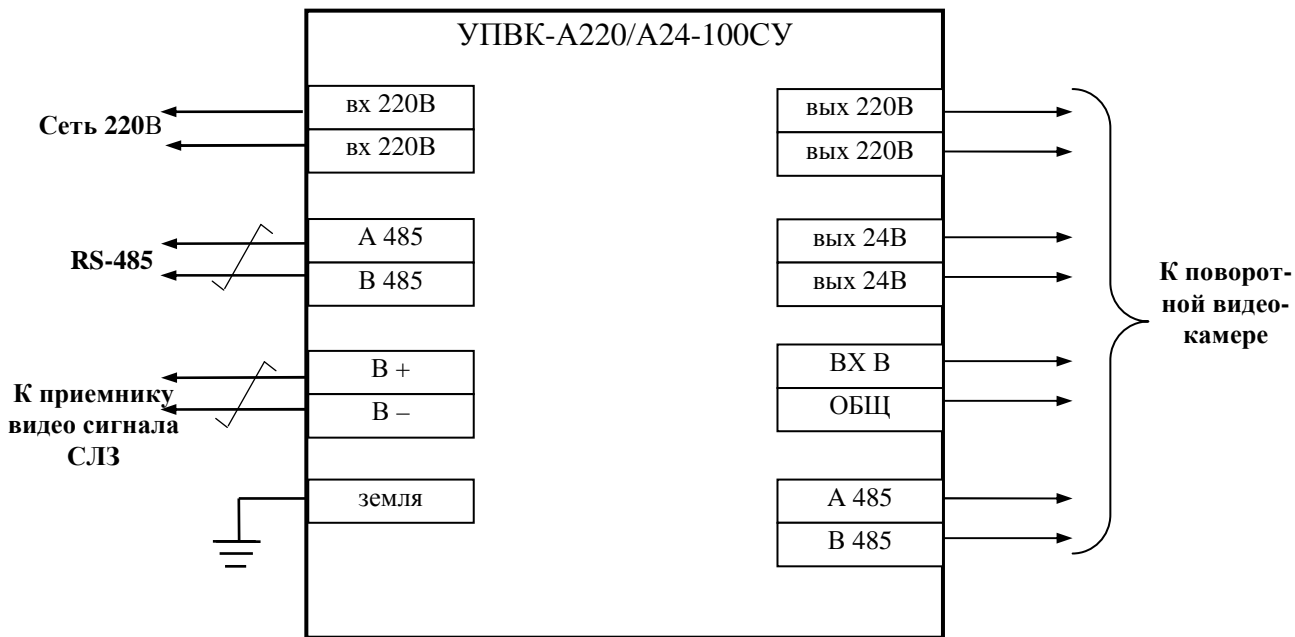 УПВК-А220/А24-100СУ
Сеть 220В
вх 220В
вх 220В
RS-485
А 485
В 485
К приемнику
видео сигнала
СЛЗ
В +
В –
земля
вых 220В
вых 220В
вых 24В
вых 24В
ВХ В
ОБЩ
А 485
В 485
К поворот-
ной видео-
камере